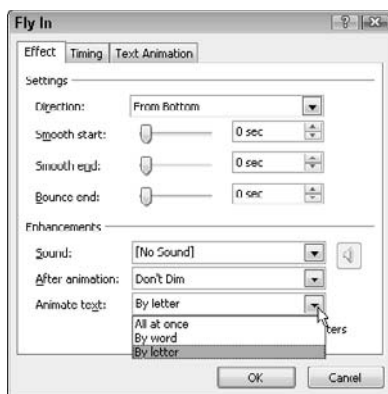 Fly In
Effect Timing Text Animation
Settings
Direction: From Bottom
Smooth start: 0 sec
Smooth end: 0 sec
Bounce end: 0 sec
Enhancements
Sound: [No Sound]
After animation: Don't Dim
Animate text: By letter
All at once
By word
By letter
OK Cancel